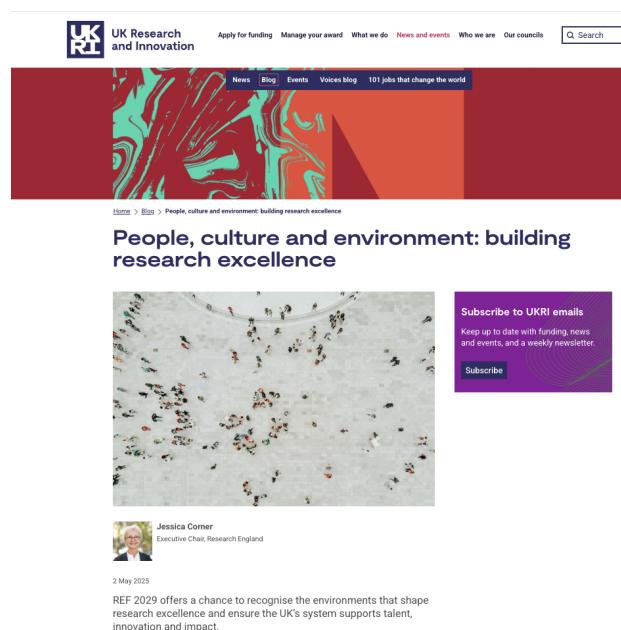 UK
RI
UK Research
and Innovation
Apply for funding Manage your award What we do News and events Who we are Our councils
Search
News Blog Events Voices blog 101 jobs that change the world
Home > Blog > People, culture and environment: building research excellence
People, culture and environment: building
research excellence
Subscribe to UKRI emails
Keep up to date with funding, news
and events, and a weekly newsletter.
Subscribe
Jessica Corner
Executive Chair, Research England
2 May 2025
REF 2029 offers a chance to recognise the environments that shape
research excellence and ensure the UK's system supports talent,
innovation and impact.